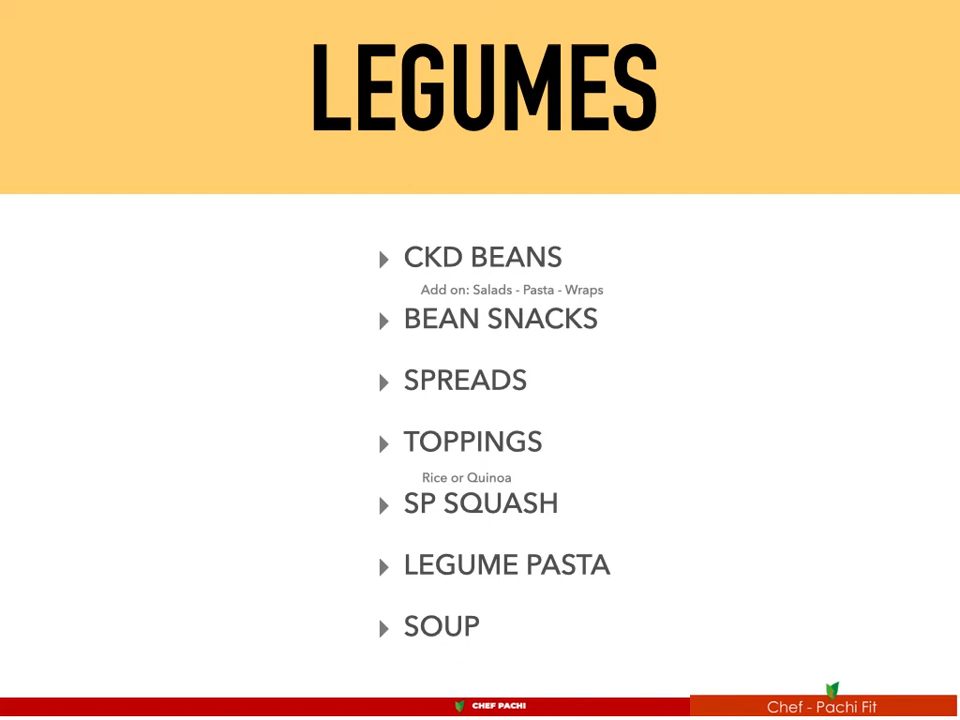 LEGUMES
CKD BEANS
Add on: Salads - Pasta - Wraps
BEAN SNACKS
SPREADS
TOPPINGS
Rice or Quinoa
SP SQUASH
LEGUME PASTA
SOUP
CHEF PACHI
Chef - Pachi Fit